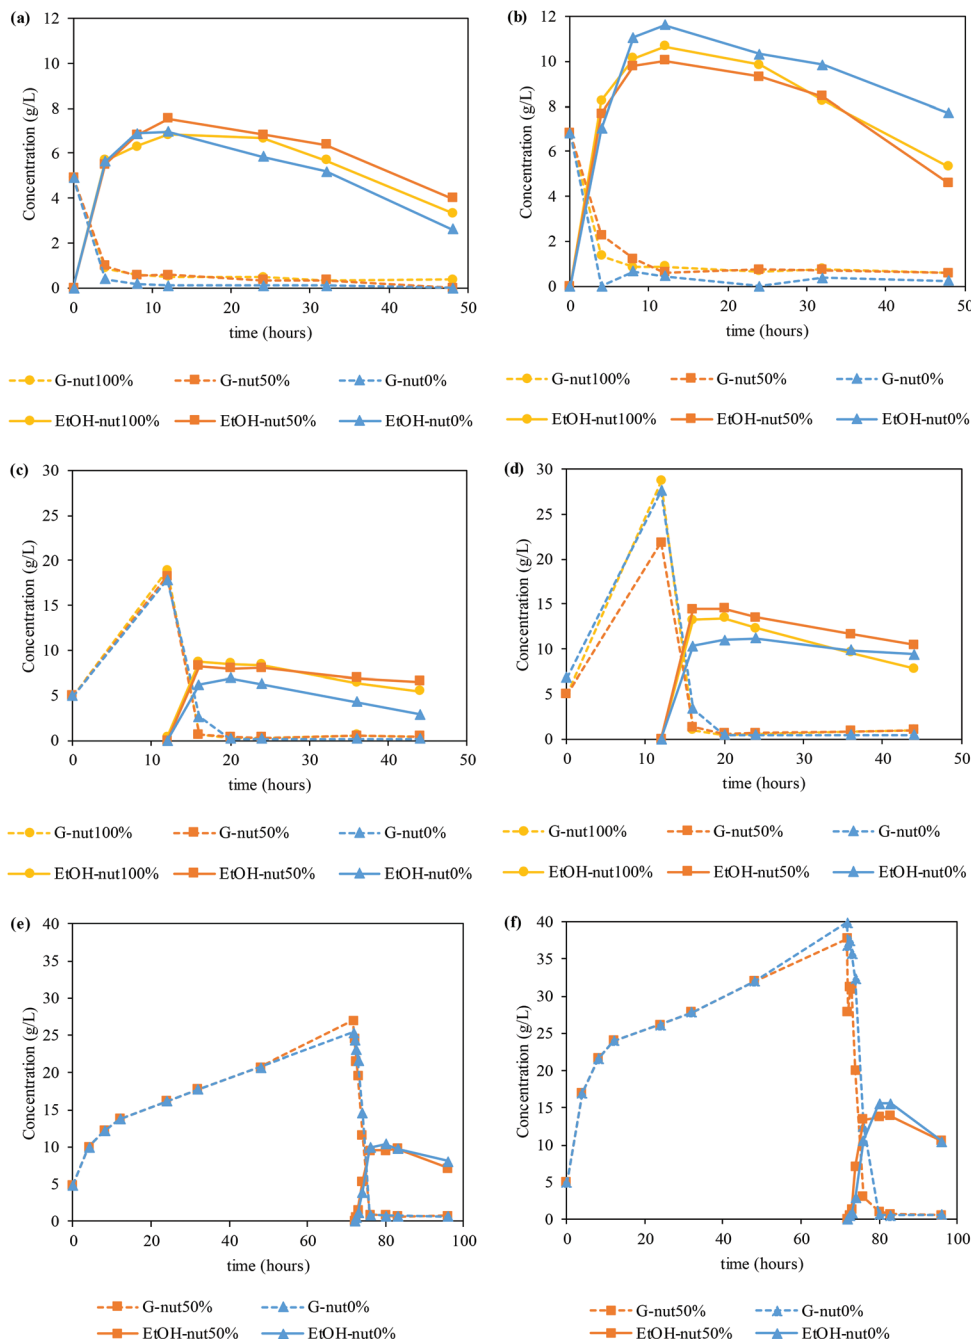 (a)
12
10
8
6
4
2
0
Concentration (g/L)
0 10 20 30 40 50
time (hours)
G-nut100% G-nut50% G-nut0%
EtOH-nut100% EtOH-nut50% EtOH-nut0%
(b)
12
10
8
6
4
2
0
Concentration (g/L)
0 10 20 30 40 50
time (hours)
G-nut100% G-nut50% G-nut0%
EtOH-nut100% EtOH-nut50% EtOH-nut0%
(c)
30
25
20
15
10
5
0
Concentration (g/L)
0 10 20 30 40 50
time (hours)
G-nut100% G-nut50% G-nut0%
EtOH-nut100% EtOH-nut50% EtOH-nut0%
(d)
30
25
20
15
10
5
0
Concentration (g/L)
0 10 20 30 40 50
time (hours)
G-nut100% G-nut50% G-nut0%
EtOH-nut100% EtOH-nut50% EtOH-nut0%
(e)
40
35
30
25
20
15
10
5
0
Concentration (g/L)
0 20 40 60 80 100
time (hours)
G-nut50% G-nut0%
EtOH-nut50% EtOH-nut0%
(f)
40
35
30
25
20
15
10
5
0
Concentration (g/L)
0 20 40 60 80 100
time (hours)
G-nut50% G-nut0%
EtOH-nut50% EtOH-nut0%